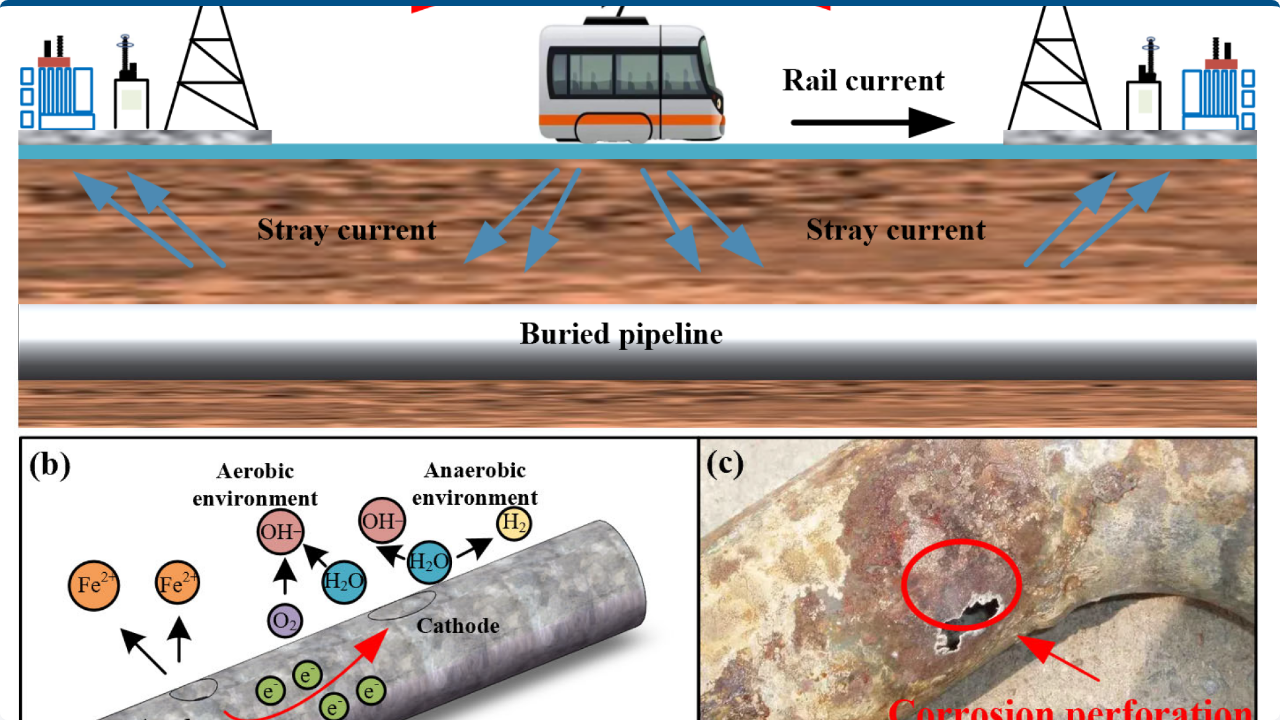 Rail current
Stray current
Stray current
Buried pipeline
(b)
Aerobic
environment
Anaerobic
environment
OH−
OH−
H₂
Fe²⁺
Fe²⁺
H₂O
H₂O
O₂
Cathode
e⁻
e⁻
e⁻
e⁻
(c)
Corrosion perforation